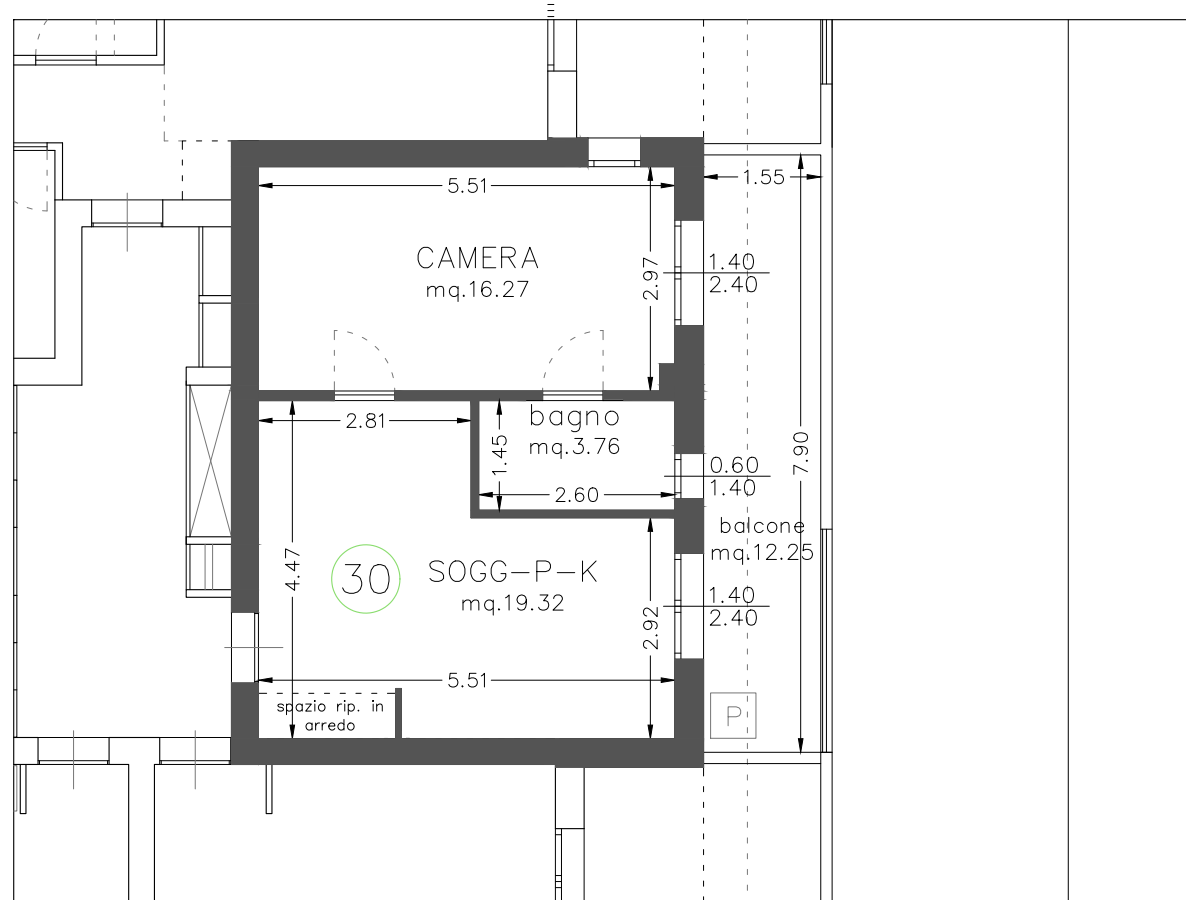 5.51
1.55
CAMERA
mq.16.27
2.97
1.40
2.40
2.81
bagno
mq.3.76
1.45
2.60
0.60
1.40
7.90
balcone
mq.12.25
4.47
30
SOGG-P-K
mq.19.32
2.92
1.40
2.40
5.51
spazio rip. in
arredo
P